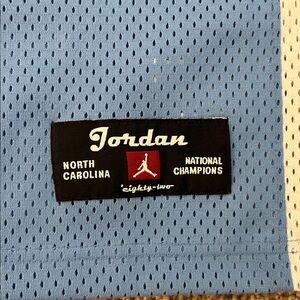 Jordan
NORTH CAROLINA
NATIONAL CHAMPIONS
'eighty-two